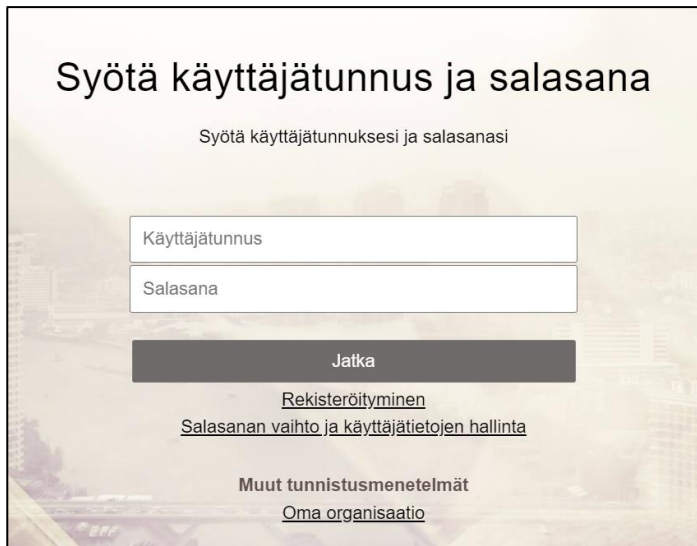 Syötä käyttäjätunnus ja salasana
Syötä käyttäjätunnuksesi ja salasanasi
Käyttäjätunnus
Salasana
Jatka
Rekisteröityminen
Salasanan vaihto ja käyttäjätietojen hallinta
Muut tunnistusmenetelmät
Oma organisaatio